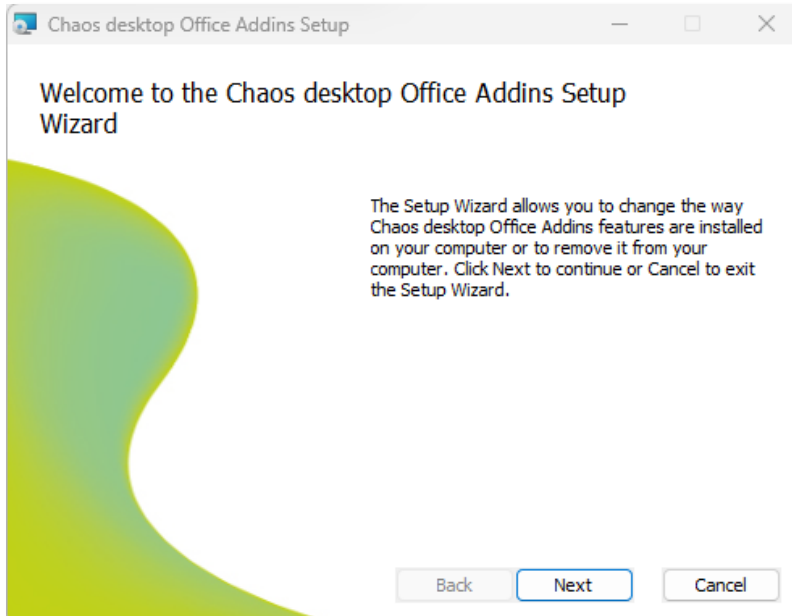 Chaos desktop Office Addins Setup
Welcome to the Chaos desktop Office Addins Setup
Wizard
The Setup Wizard allows you to change the way
Chaos desktop Office Addins features are installed
on your computer or to remove it from your
computer. Click Next to continue or Cancel to exit
the Setup Wizard.
Back Next Cancel